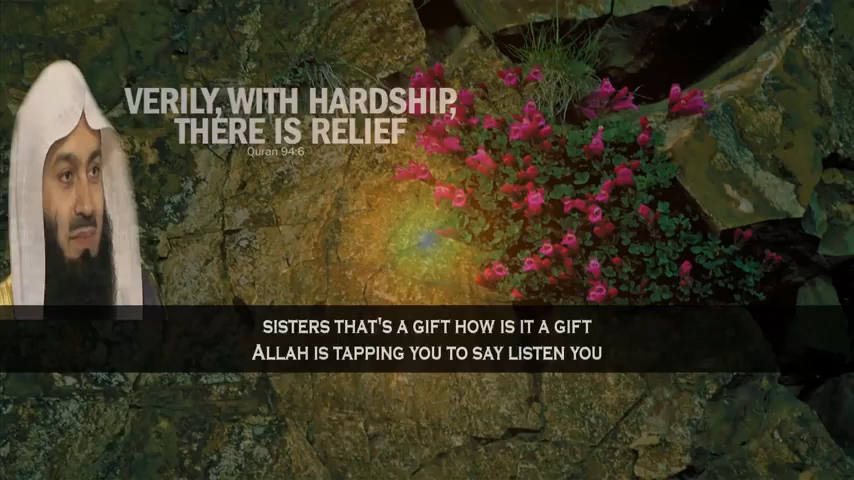 VERILY, WITH HARDSHIP,
THERE IS RELIEF
Quran 94:6
SISTERS THAT'S A GIFT HOW IS IT A GIFT
ALLAH IS TAPPING YOU TO SAY LISTEN YOU